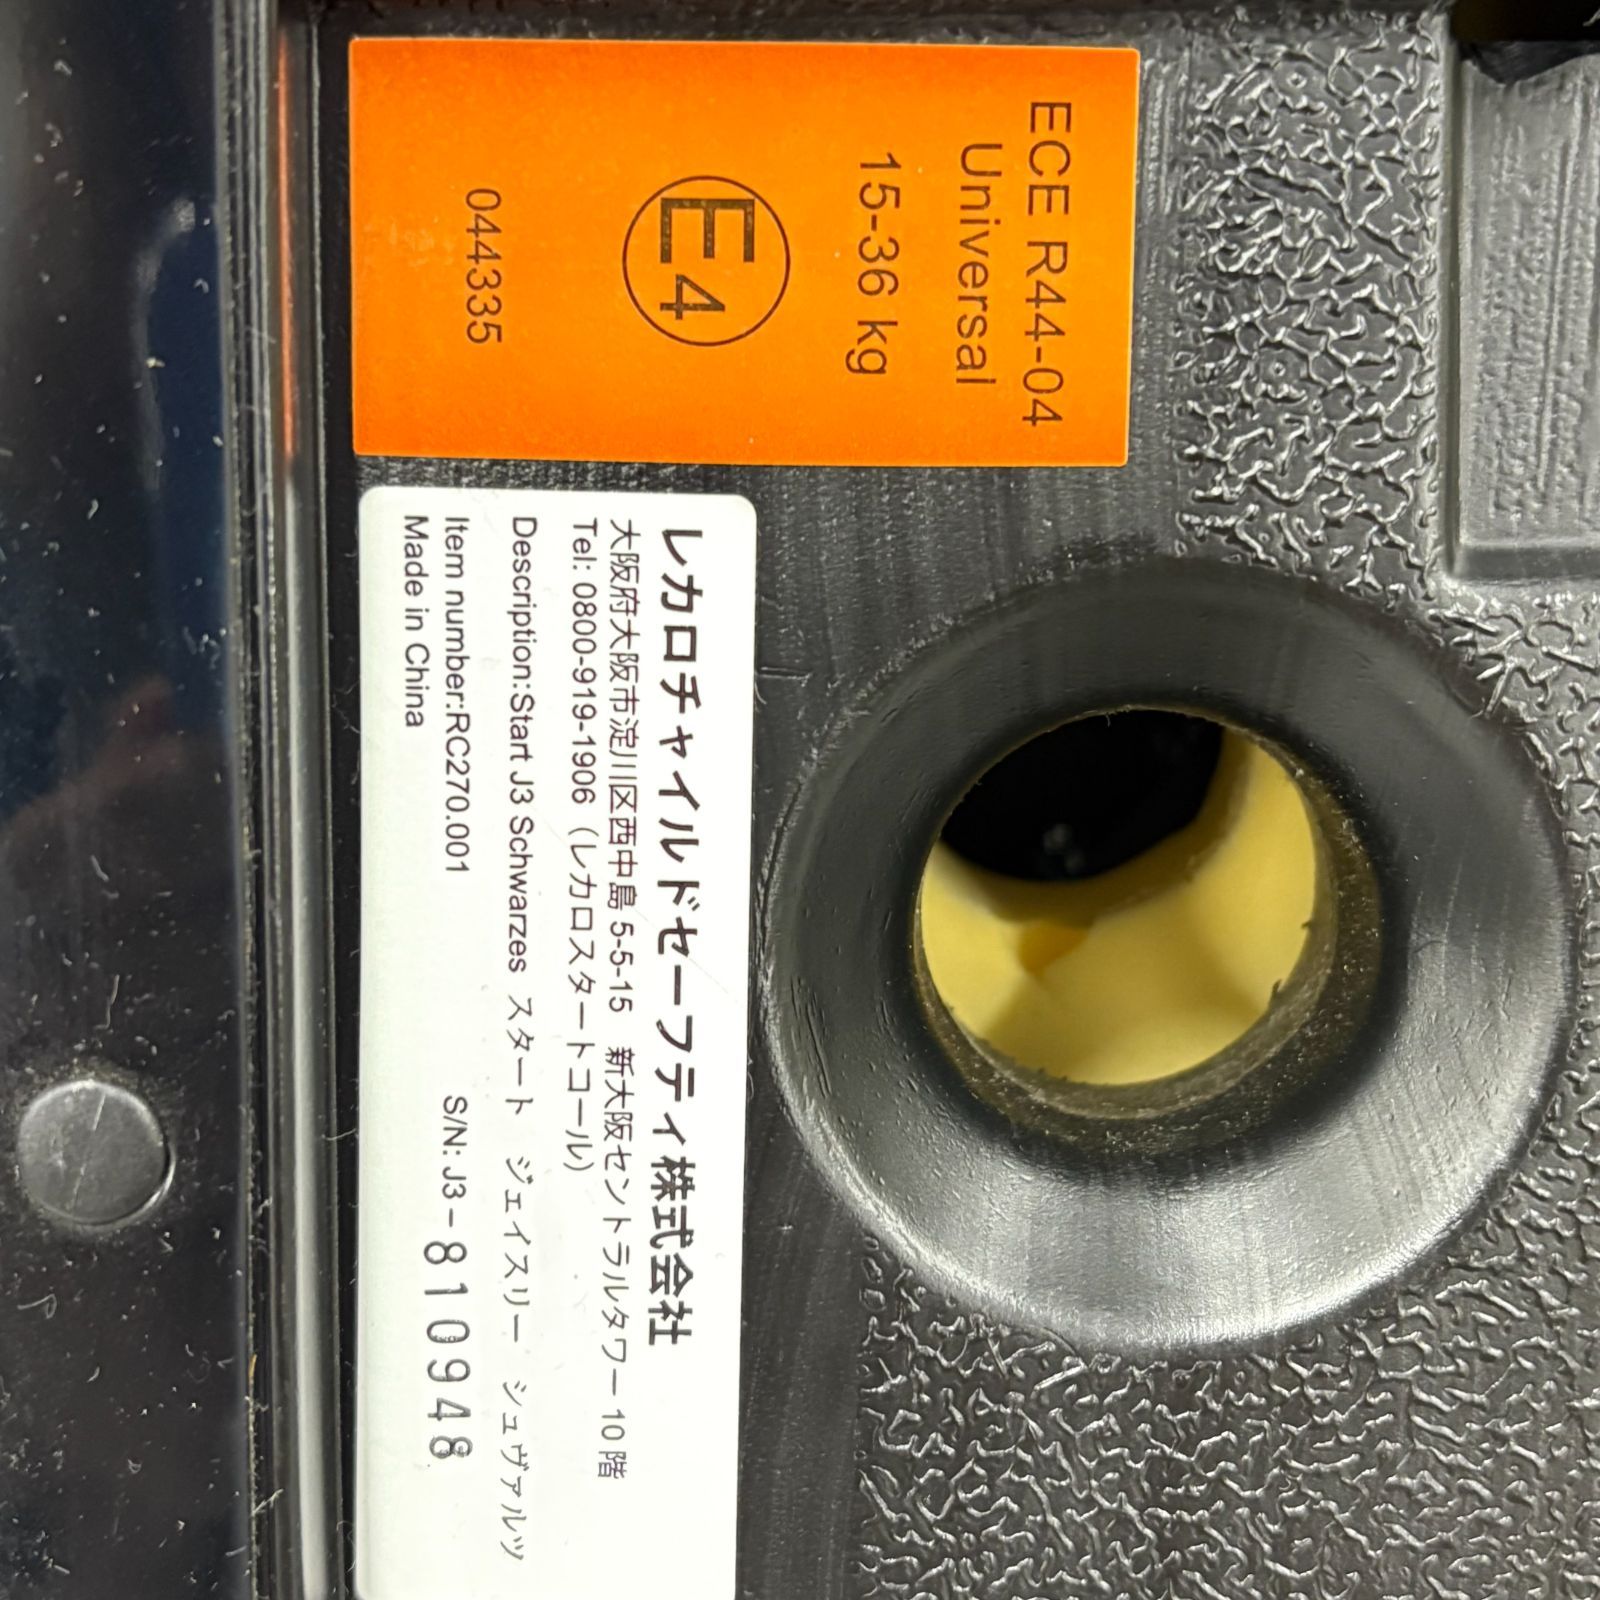 ECE R44-04
Universal
15-36 kg
E4
044335
レカロチャイルドセーフティ株式会社
大阪府大阪市淀川区西中島 5-5-15　新大阪セントラルタワー 10 階
Tel: 0800-919-1906（レカロスタートコール）
Description:Start J3 Schwarzes スタート ジェイスリー シュヴァルツ
Item number:RC270.001 S/N: J3－810948
Made in China